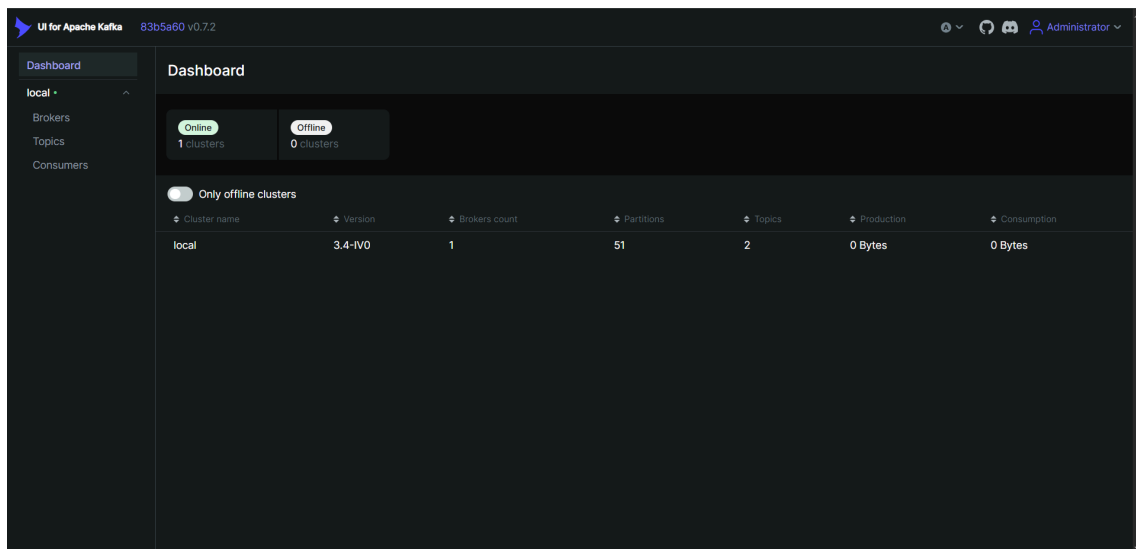 UI for Apache Kafka 83b5a60 v0.7.2 A Administrator
Dashboard
local
Brokers
Topics
Consumers
Dashboard
Online
1 clusters
Offline
0 clusters
Only offline clusters
Cluster name Version Brokers count Partitions Topics Production Consumption
local 3.4-IV0 1 51 2 0 Bytes 0 Bytes